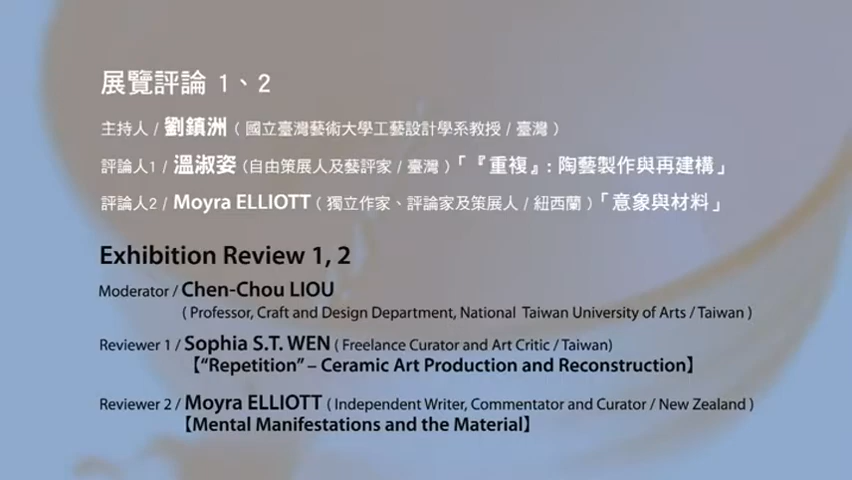 展覽評論 1、2
主持人 / 劉鎮洲 ( 國立臺灣藝術大學工藝設計學系教授 / 臺灣 )
評論人1 / 溫淑姿 (自由策展人及藝評家 / 臺灣 )「『重複』: 陶藝製作與再建構」
評論人2 / Moyra ELLIOTT ( 獨立作家、評論家及策展人 / 紐西蘭 )「意象與材料」
Exhibition Review 1, 2
Moderator / Chen-Chou LIOU
( Professor, Craft and Design Department, National Taiwan University of Arts / Taiwan )
Reviewer 1 / Sophia S.T. WEN ( Freelance Curator and Art Critic / Taiwan)
【“Repetition” – Ceramic Art Production and Reconstruction】
Reviewer 2 / Moyra ELLIOTT ( Independent Writer, Commentator and Curator / New Zealand )
【Mental Manifestations and the Material】